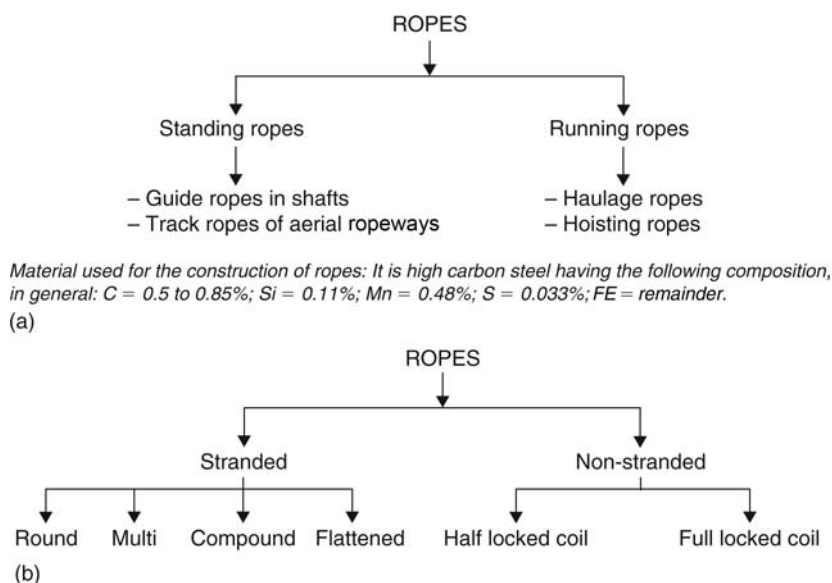 ROPES
Standing ropes Running ropes
– Guide ropes in shafts – Haulage ropes
– Track ropes of aerial ropeways – Hoisting ropes
Material used for the construction of ropes: It is high carbon steel having the following composition,
in general: C = 0.5 to 0.85%; Si = 0.11%; Mn = 0.48%; S = 0.033%; FE = remainder.
(a)
ROPES
Stranded Non-stranded
Round Multi Compound Flattened Half locked coil Full locked coil
(b)